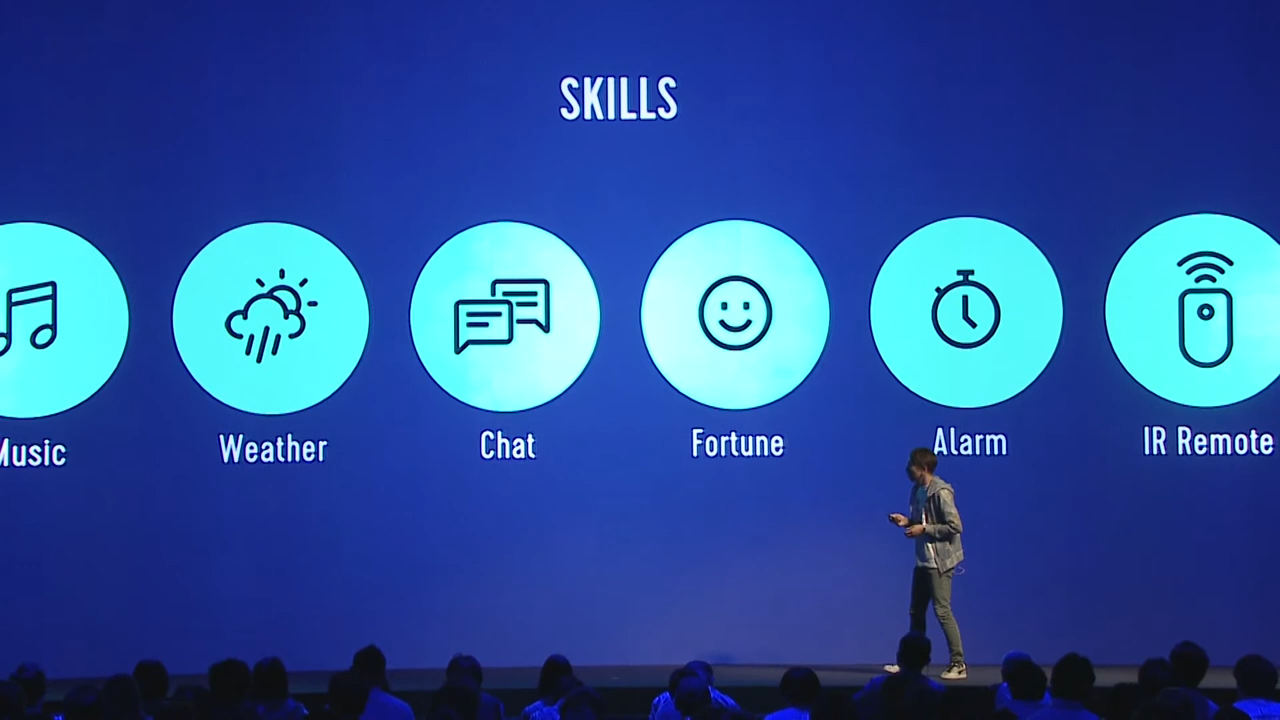 SKILLS
Music
Weather
Chat
Fortune
Alarm
IR Remote